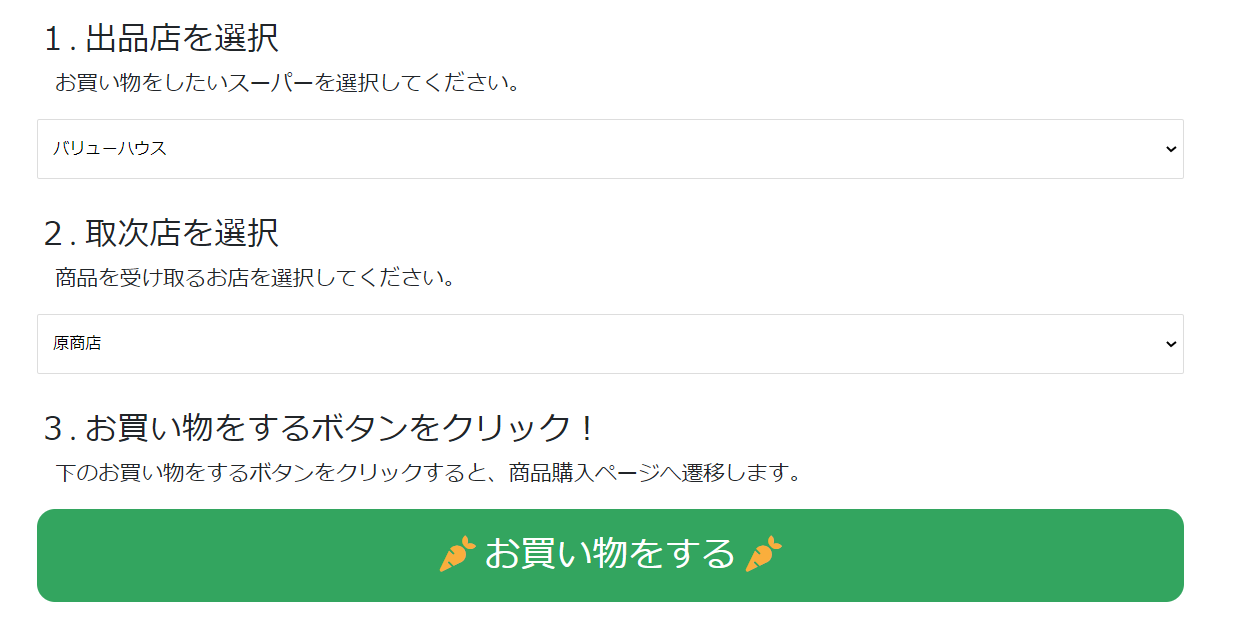 １. 出品店を選択
お買い物をしたいスーパーを選択してください。
バリューハウス
２. 取次店を選択
商品を受け取るお店を選択してください。
原商店
３. お買い物をするボタンをクリック！
下のお買い物をするボタンをクリックすると、商品購入ページへ遷移します。
お買い物をする